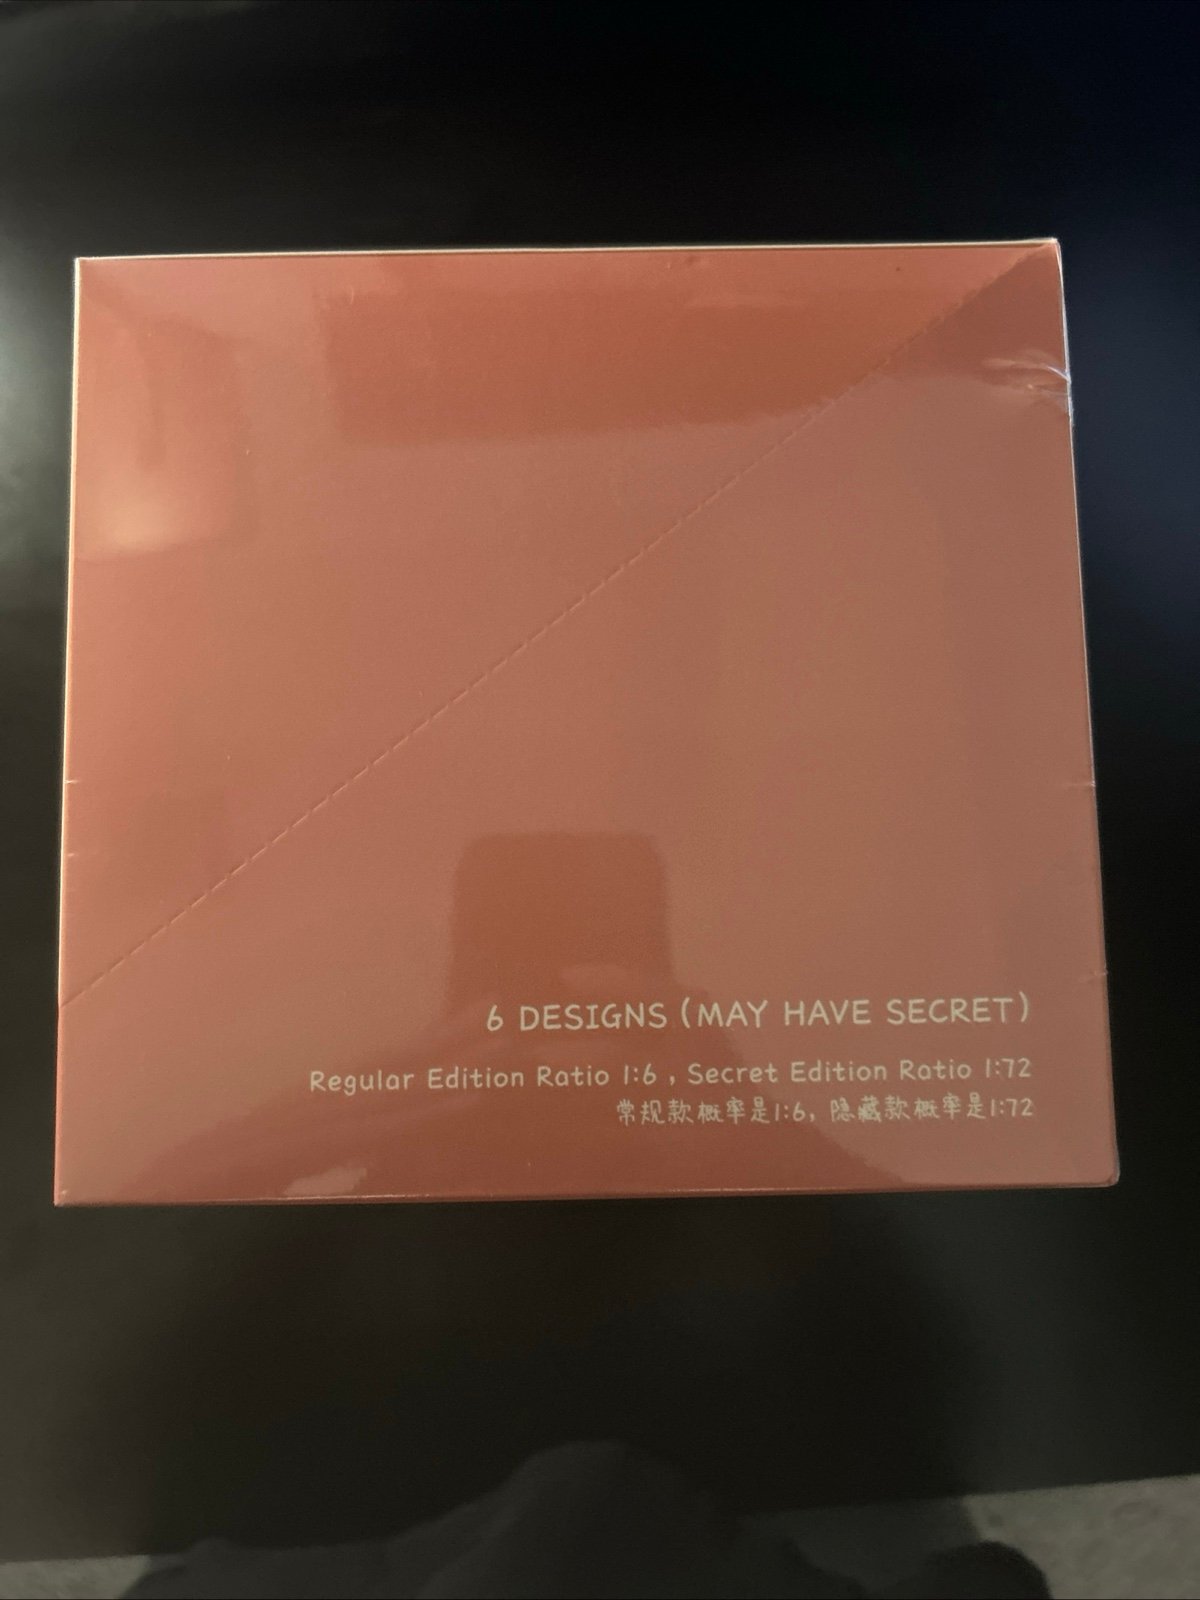 6 DESIGNS (MAY HAVE SECRET)
Regular Edition Ratio 1:6 , Secret Edition Ratio 1:72
常规款概率是1:6, 隐藏款概率是1:72